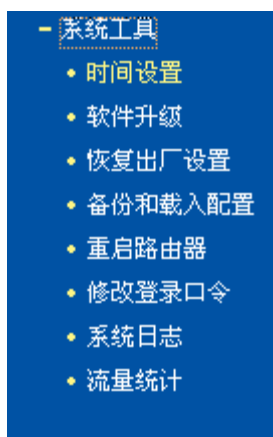 系统工具
时间设置
软件升级
恢复出厂设置
备份和载入配置
重启路由器
修改登录口令
系统日志
流量统计